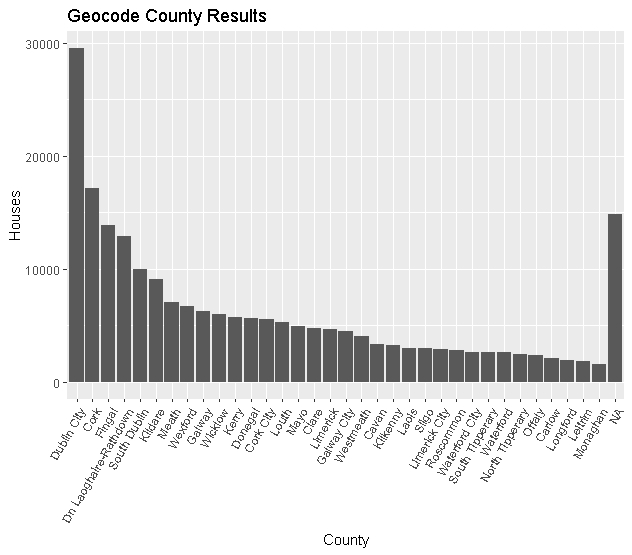 Geocode County Results
Houses
30000
20000
10000
0
Dublin City
Cork
Fingal
Dn Laoghaire-Rathdown
South Dublin
Kildare
Meath
Wexford
Galway
Wicklow
Kerry
Donegal
Cork City
Louth
Mayo
Clare
Limerick
Galway City
Westmeath
Cavan
Kilkenny
Laois
Sligo
Limerick City
Roscommon
Waterford City
South Tipperary
Waterford
North Tipperary
Offaly
Carlow
Longford
Leitrim
Monaghan
NA
County